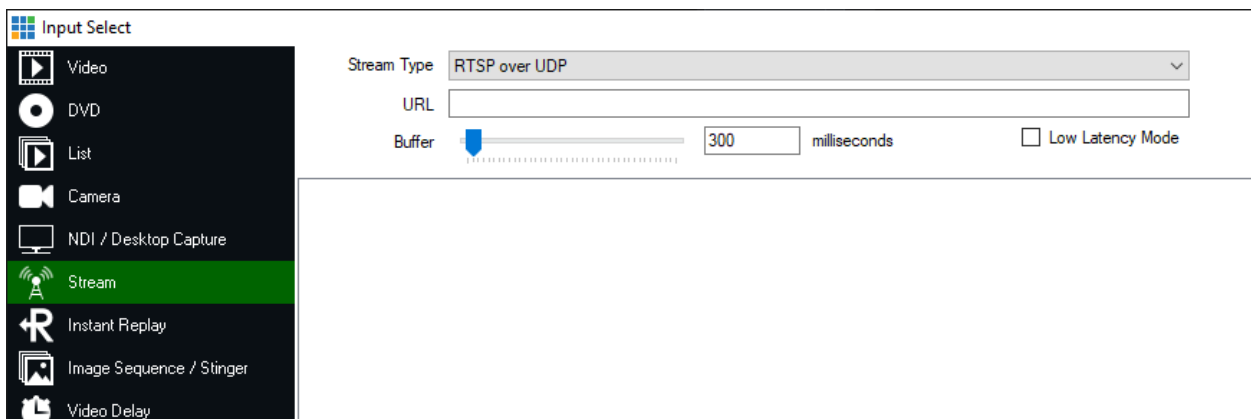 Input Select
Video
DVD
List
Camera
NDI / Desktop Capture
Stream
Instant Replay
Image Sequence / Stinger
Video Delay
Stream Type RTSP over UDP
URL
Buffer 300 milliseconds Low Latency Mode